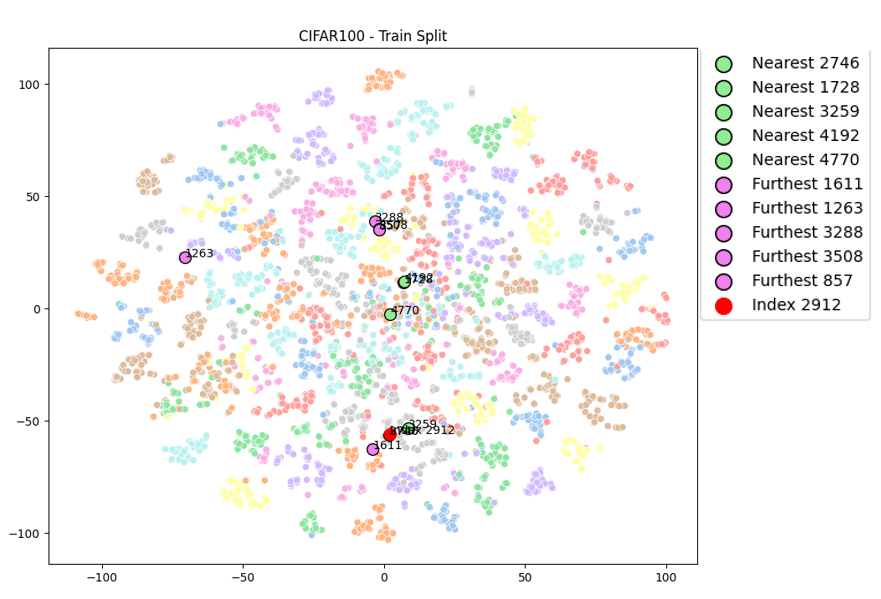 CIFAR100 - Train Split
100
50
0
−50
−100
−100
−50
0
50
100
3288
1263
4770
3259
2912
1611
Nearest 2746
Nearest 1728
Nearest 3259
Nearest 4192
Nearest 4770
Furthest 1611
Furthest 1263
Furthest 3288
Furthest 3508
Furthest 857
Index 2912